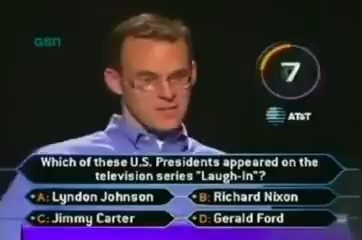 GSN
7
AT&T
Which of these U.S. Presidents appeared on the
television series "Laugh-In"?
A: Lyndon Johnson
B: Richard Nixon
C: Jimmy Carter
D: Gerald Ford